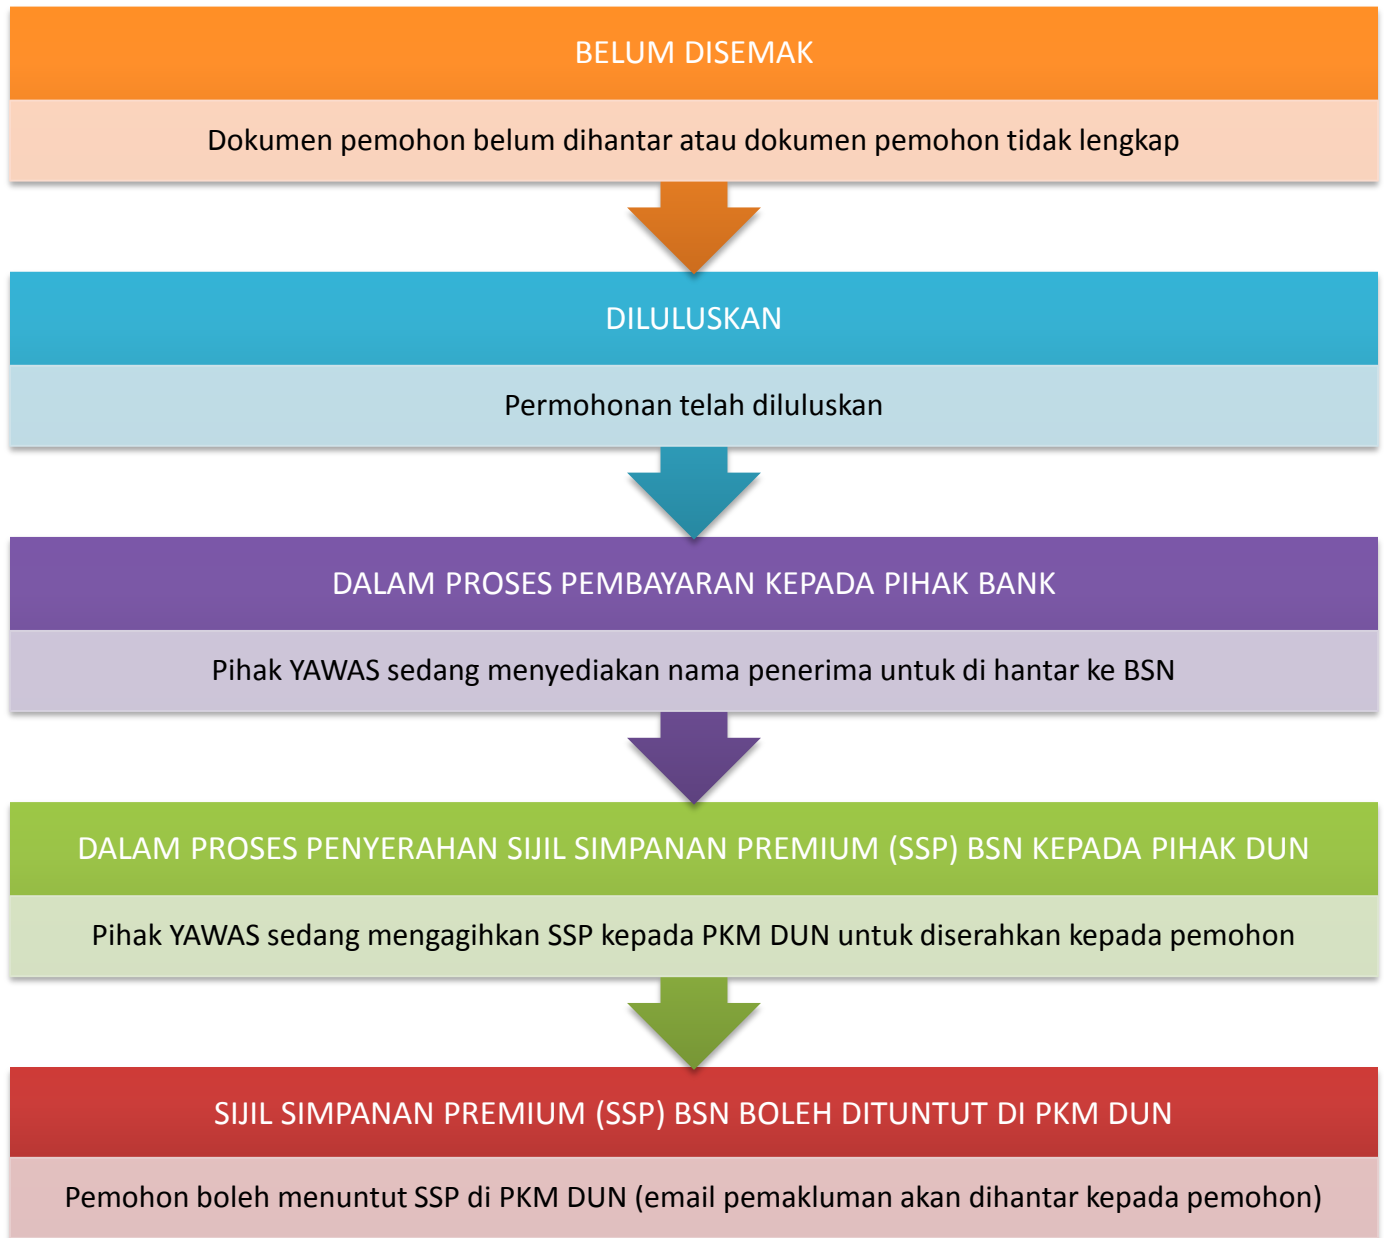 BELUM DISEMAK
Dokumen pemohon belum dihantar atau dokumen pemohon tidak lengkap
DILULUSKAN
Permohonan telah diluluskan
DALAM PROSES PEMBAYARAN KEPADA PIHAK BANK
Pihak YAWAS sedang menyediakan nama penerima untuk di hantar ke BSN
DALAM PROSES PENYERAHAN SIJIL SIMPANAN PREMIUM (SSP) BSN KEPADA PIHAK DUN
Pihak YAWAS sedang mengagihkan SSP kepada PKM DUN untuk diserahkan kepada pemohon
SIJIL SIMPANAN PREMIUM (SSP) BSN BOLEH DITUNTUT DI PKM DUN
Pemohon boleh menuntut SSP di PKM DUN (email pemakluman akan dihantar kepada pemohon)